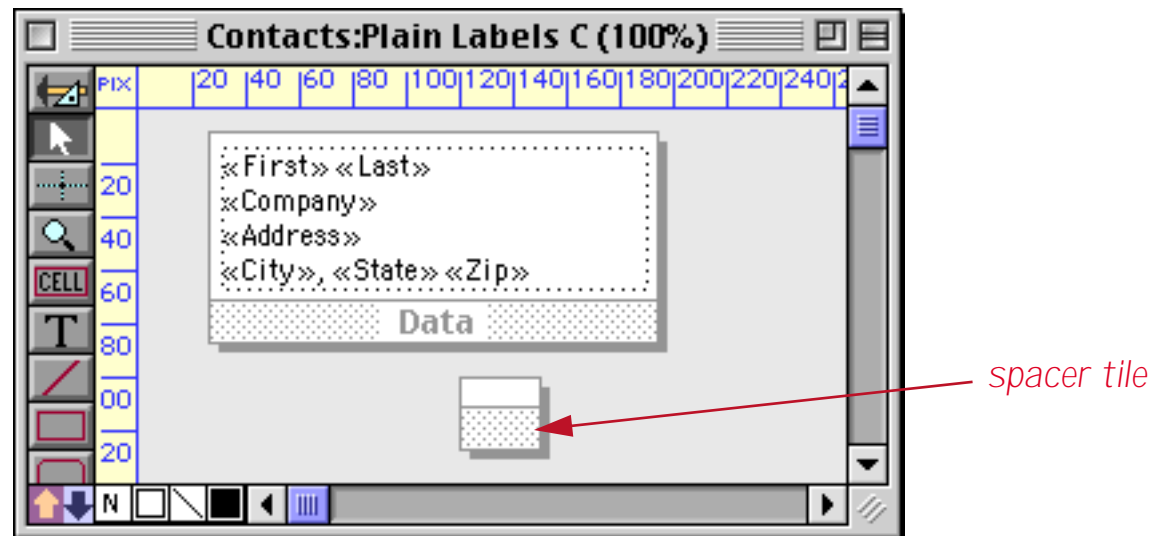 Contacts:Plain Labels C (100%)
PIX 20 40 60 80 100 120 140 160 180 200 220 240 2
20
40
60
80
00
20
«First» «Last»
«Company»
«Address»
«City», «State» «Zip»
Data
CELL
T
N
spacer tile